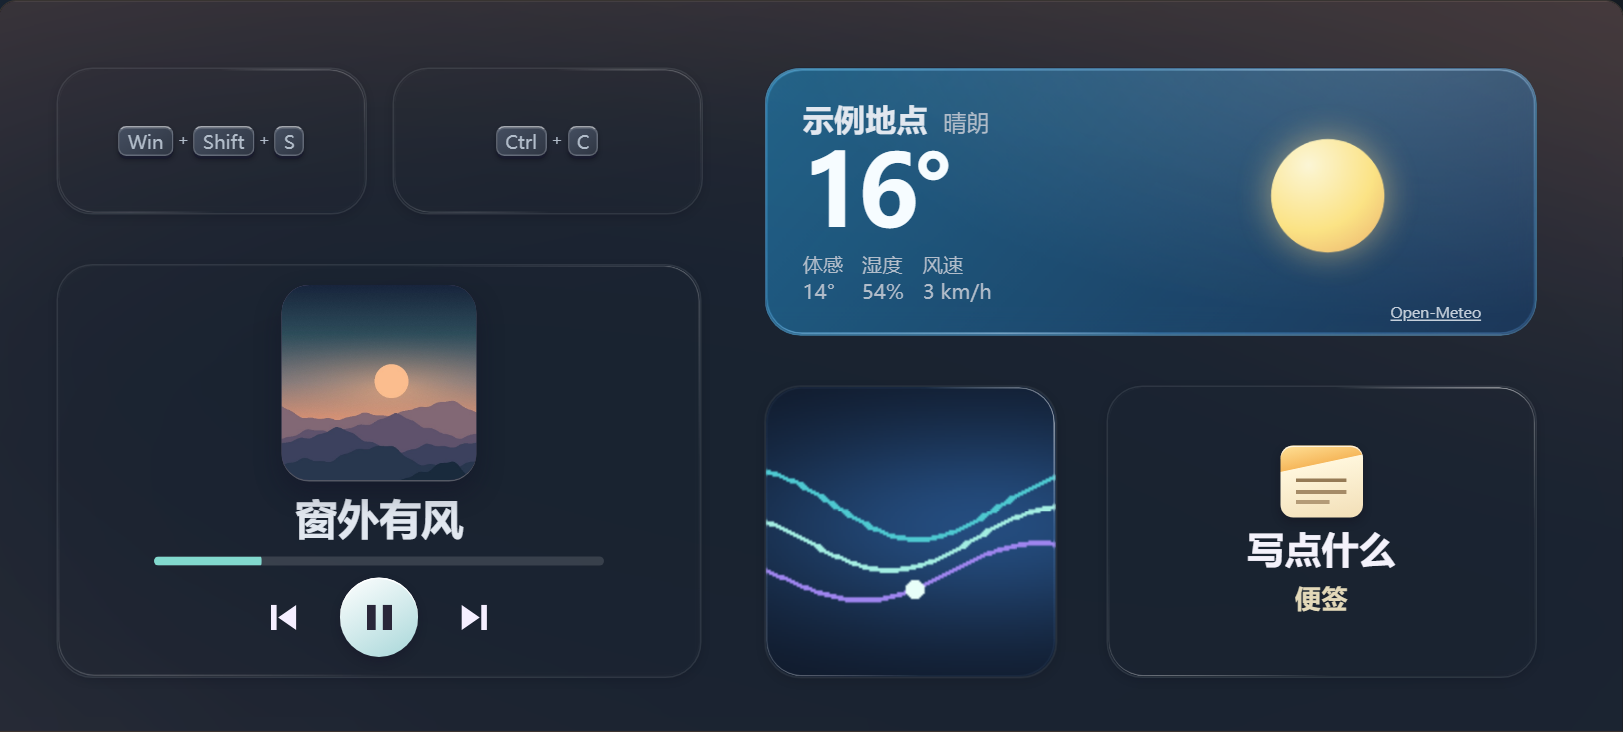 Win + Shift + S
Ctrl + C
示例地点 晴朗
16°
体感 湿度 风速
14° 54% 3 km/h
Open-Meteo
窗外有风
写点什么
便签